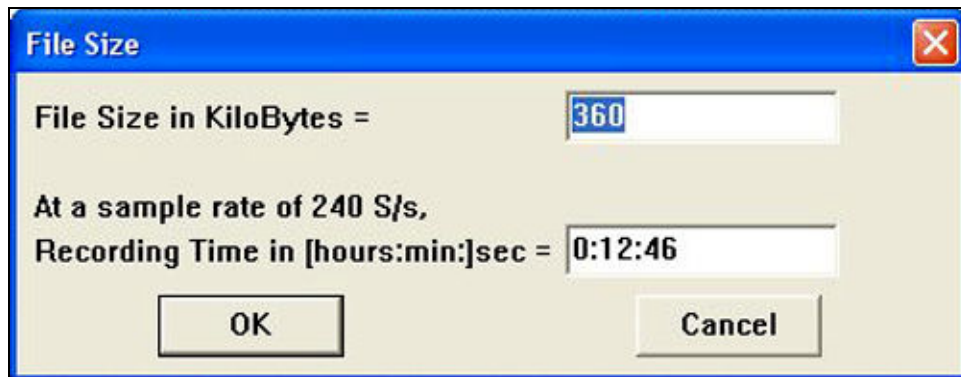 File Size
File Size in KiloBytes = 360
At a sample rate of 240 S/s,
Recording Time in [hours:min:]sec = 0:12:46
OK Cancel